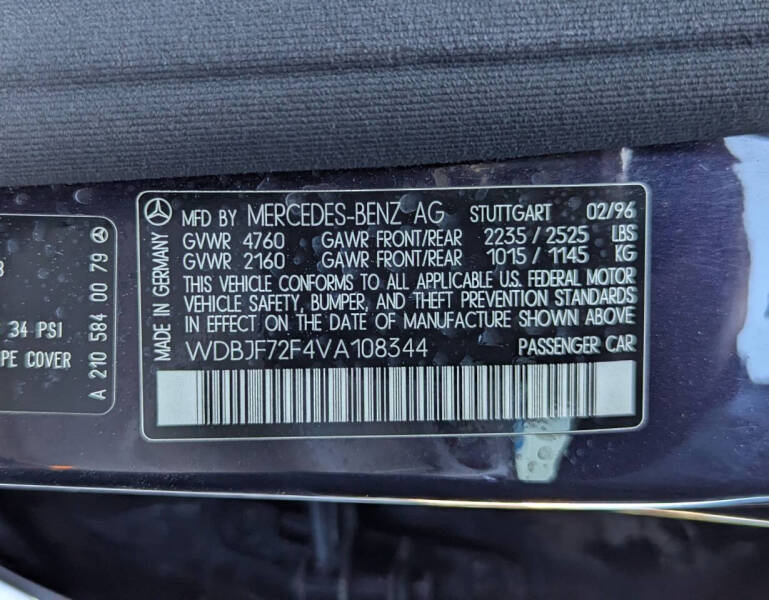 34 PSI
PE COVER
A 210 584 00 79
MADE IN GERMANY
MFD BY MERCEDES-BENZ AG STUTTGART 02/96
GVWR 4760 GAWR FRONT/REAR 2235 / 2525 LBS
GVWR 2160 GAWR FRONT/REAR 1015 / 1145 KG
THIS VEHICLE CONFORMS TO ALL APPLICABLE U.S. FEDERAL MOTOR
VEHICLE SAFETY, BUMPER, AND THEFT PREVENTION STANDARDS
IN EFFECT ON THE DATE OF MANUFACTURE SHOWN ABOVE
WDBJF72F4VA108344 PASSENGER CAR